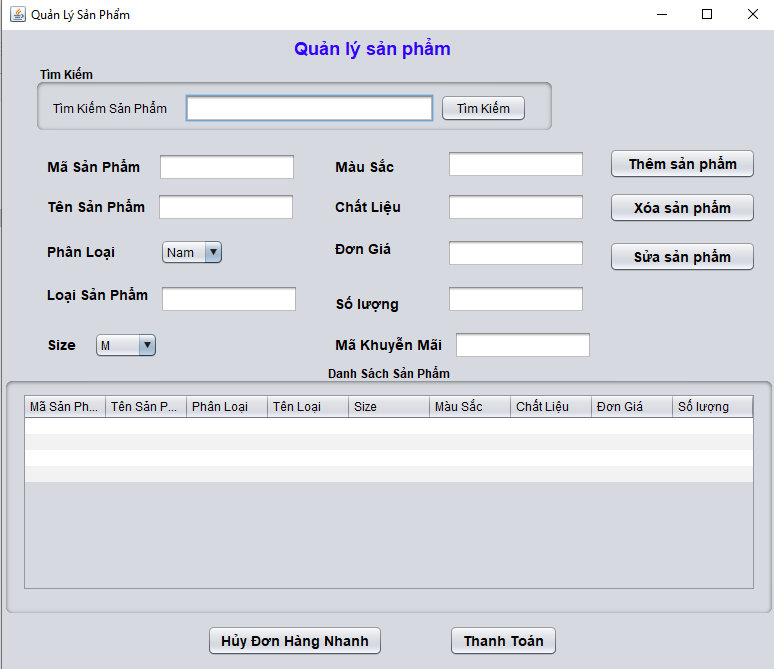 Quản Lý Sản Phẩm
Quản lý sản phẩm
Tìm Kiếm
Tìm Kiếm Sản Phẩm Tìm Kiếm
Mã Sản Phẩm Màu Sắc Thêm sản phẩm
Tên Sản Phẩm Chất Liệu Xóa sản phẩm
Phân Loại Nam Đơn Giá Sửa sản phẩm
Loại Sản Phẩm Số lượng
Size M Mã Khuyễn Mãi
Danh Sách Sản Phẩm
Mã Sản Ph... Tên Sản P... Phân Loại Tên Loại Size Màu Sắc Chất Liệu Đơn Giá Số lượng
Hủy Đơn Hàng Nhanh Thanh Toán